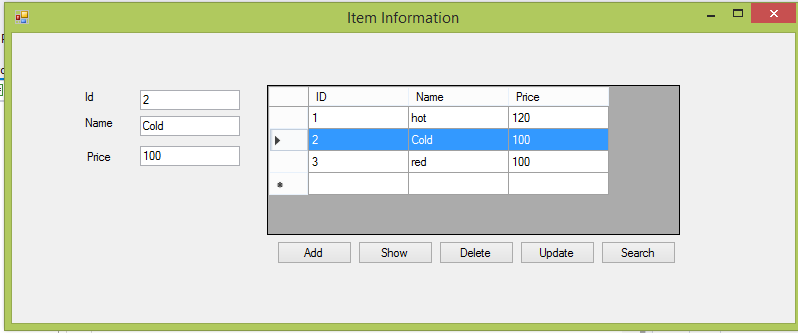 Item Information
Id 2
Name Cold
Price 100
ID Name Price
1 hot 120
2 Cold 100
3 red 100
Add Show Delete Update Search